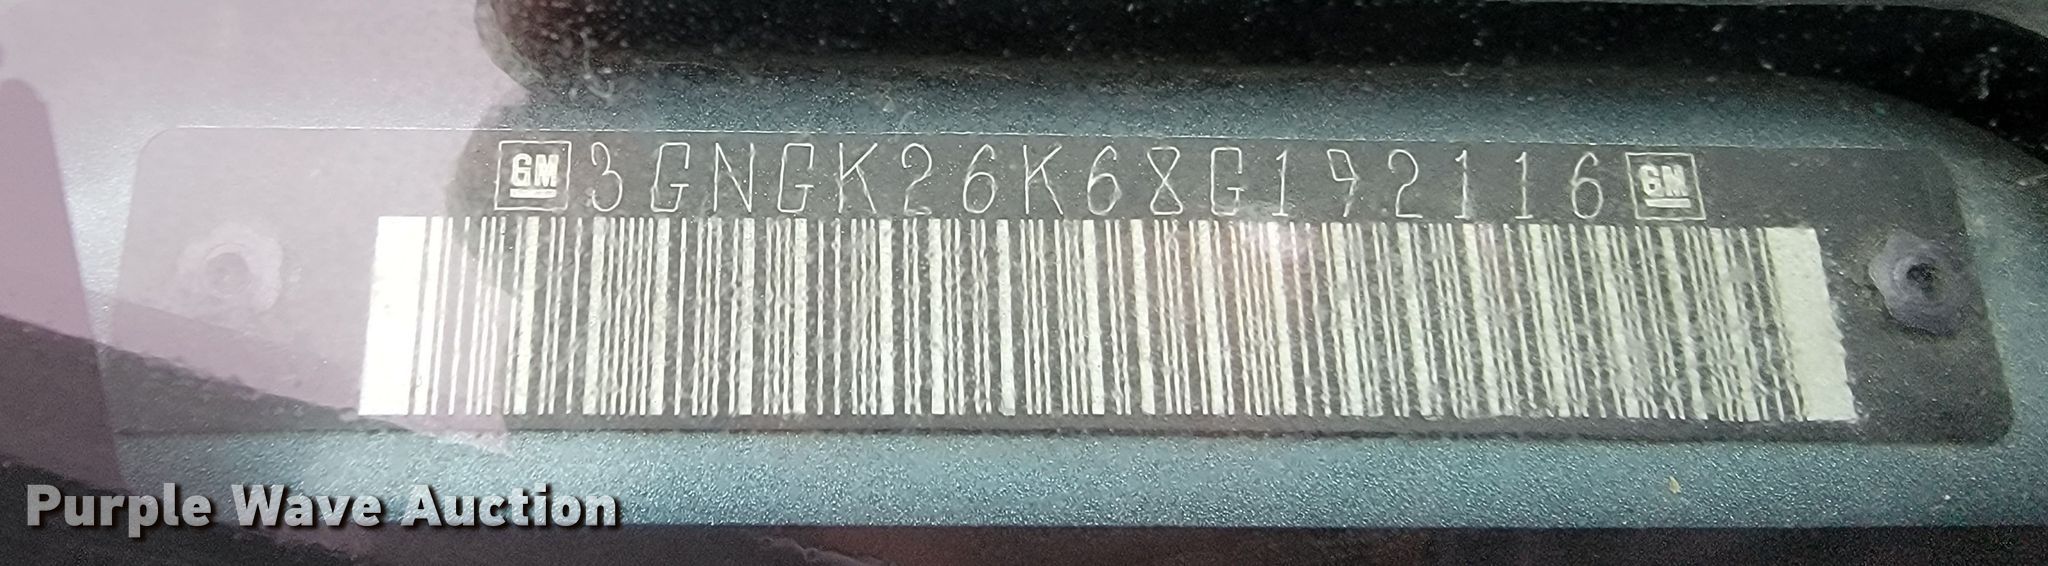 GM 3GNGK26K68G192116 GM
Purple Wave Auction